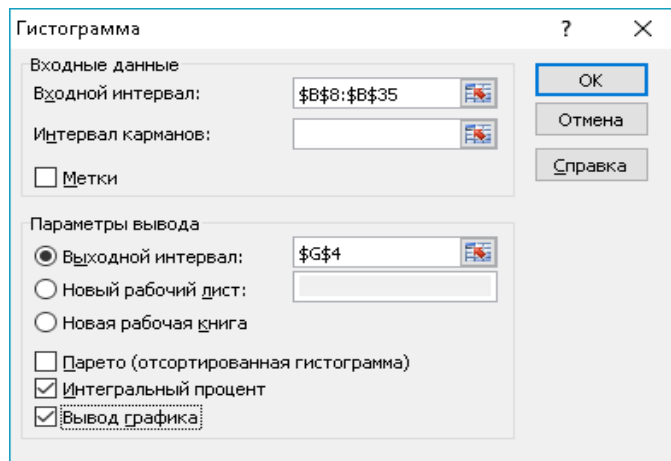 Гистограмма ?
Входные данные
Входной интервал: $B$8:$B$35
Интервал карманов:
Метки
ОК
Отмена
Справка
Параметры вывода
Выходной интервал: $G$4
Новый рабочий лист:
Новая рабочая книга
Парето (отсортированная гистограмма)
Интегральный процент
Вывод графика